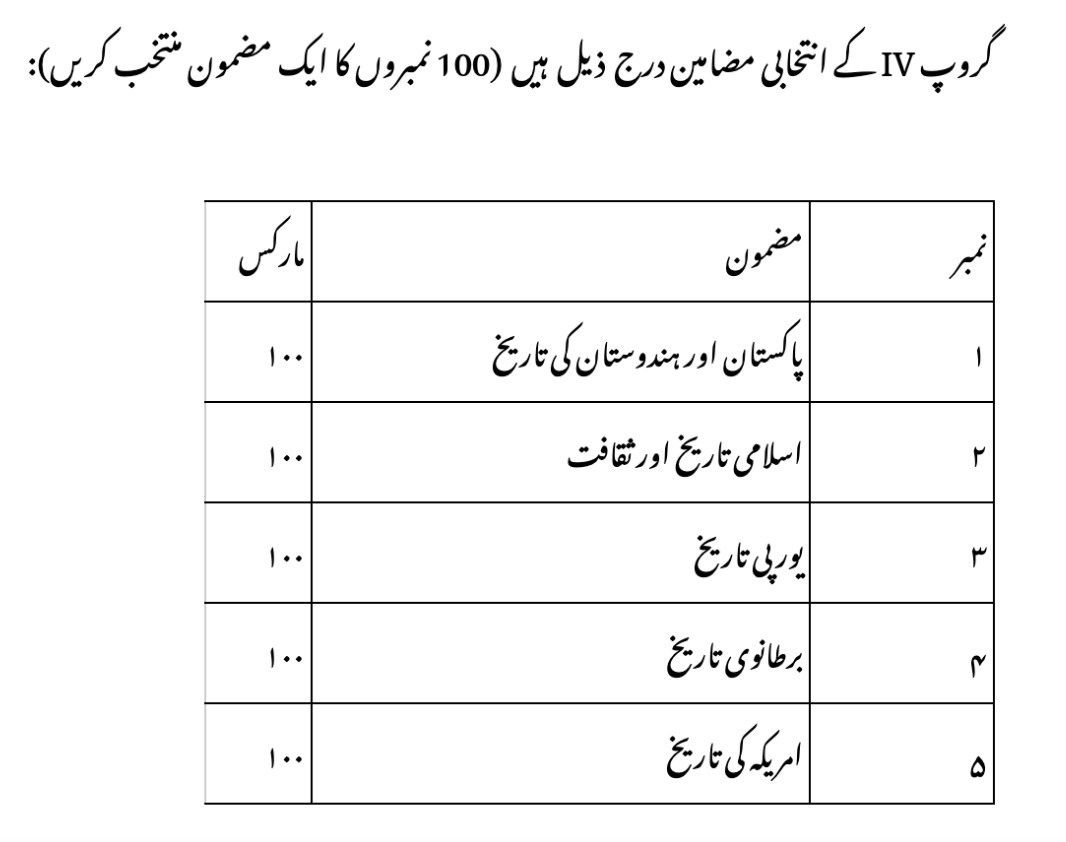 گروپ IV کے انتخابی مضامین درج ذیل ہیں (100 نمبروں کا ایک مضمون منتخب کریں):
نمبر مضمون مارکس
۱ پاکستان اور ہندوستان کی تاریخ ۱۰۰
۲ اسلامی تاریخ اور ثقافت ۱۰۰
۳ یورپی تاریخ ۱۰۰
۴ برطانوی تاریخ ۱۰۰
۵ امریکہ کی تاریخ ۱۰۰